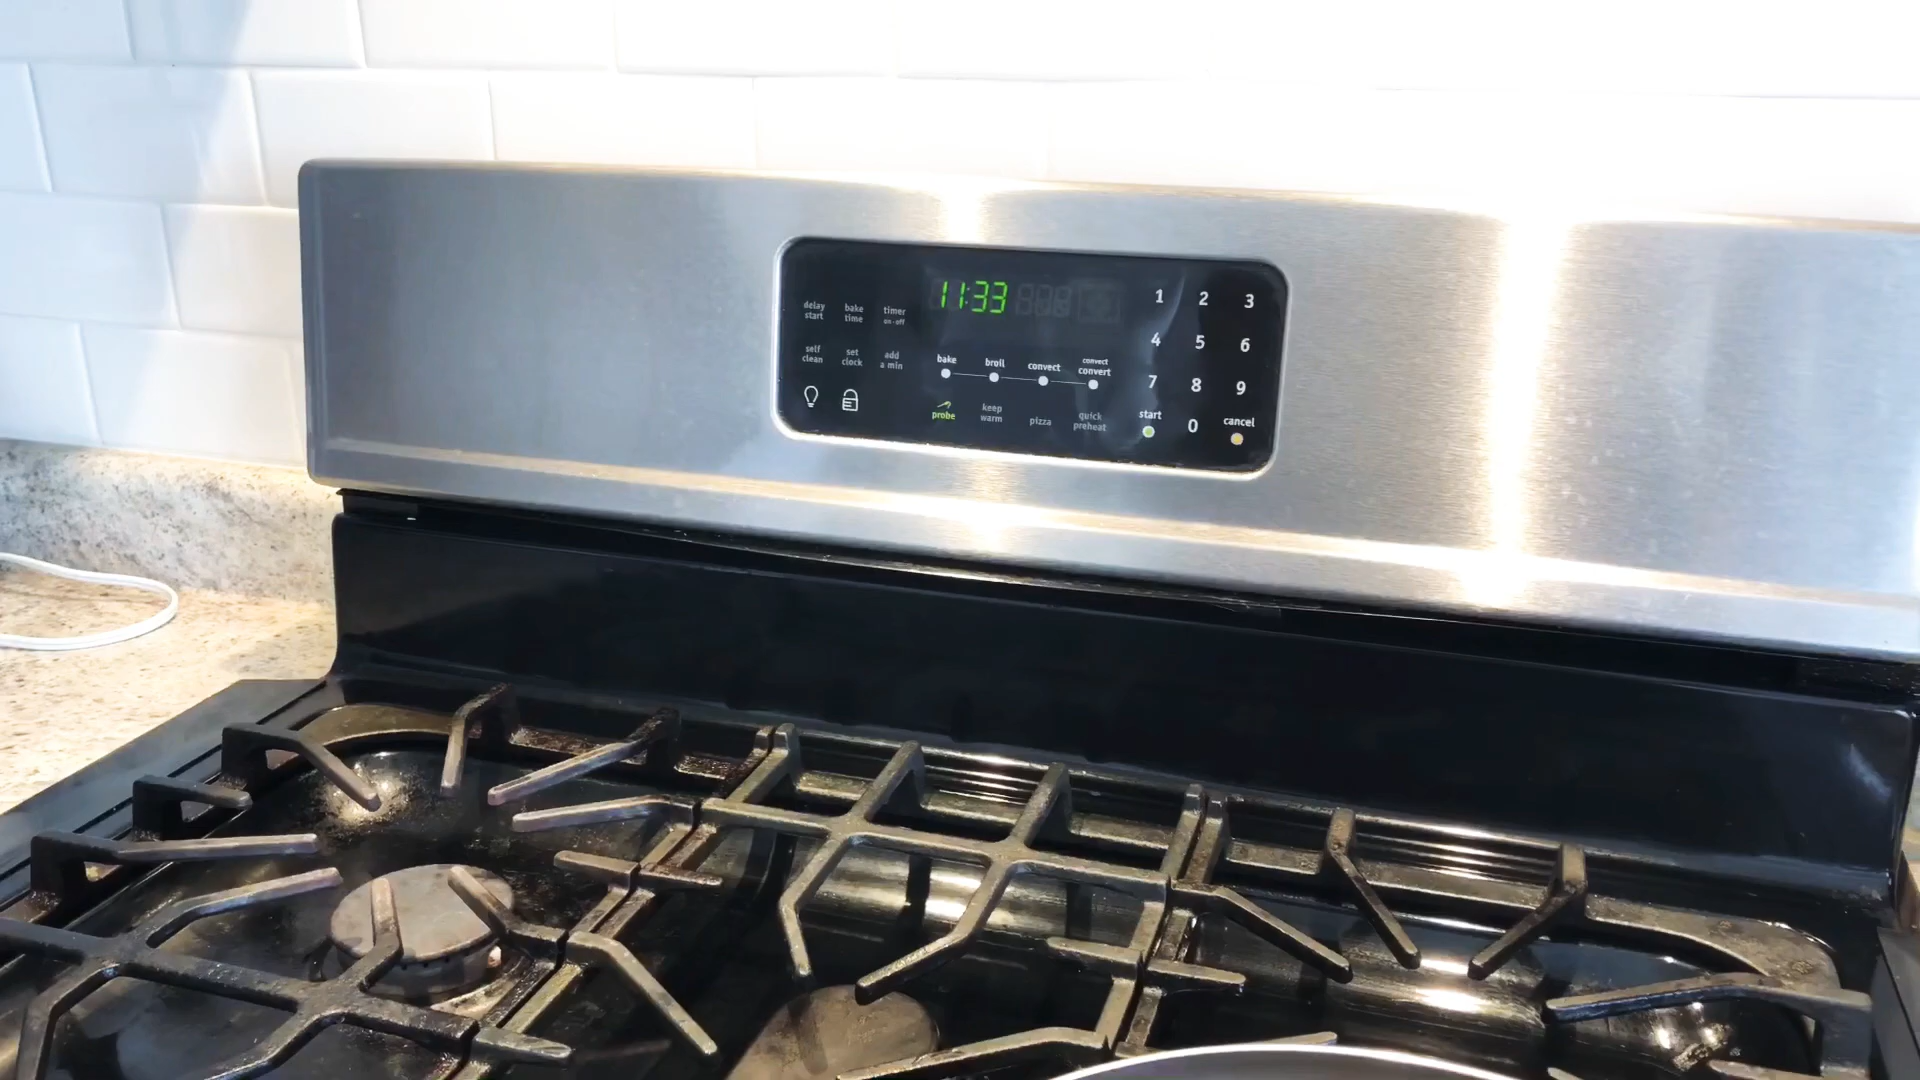 11:33
delay
start
bake
time
timer
on - off
self
clean
set
clock
add
a min
bake
broil
convect
convect
convert
probe
keep
warm
pizza
quick
preheat
1 2 3
4 5 6
7 8 9
start
0
cancel